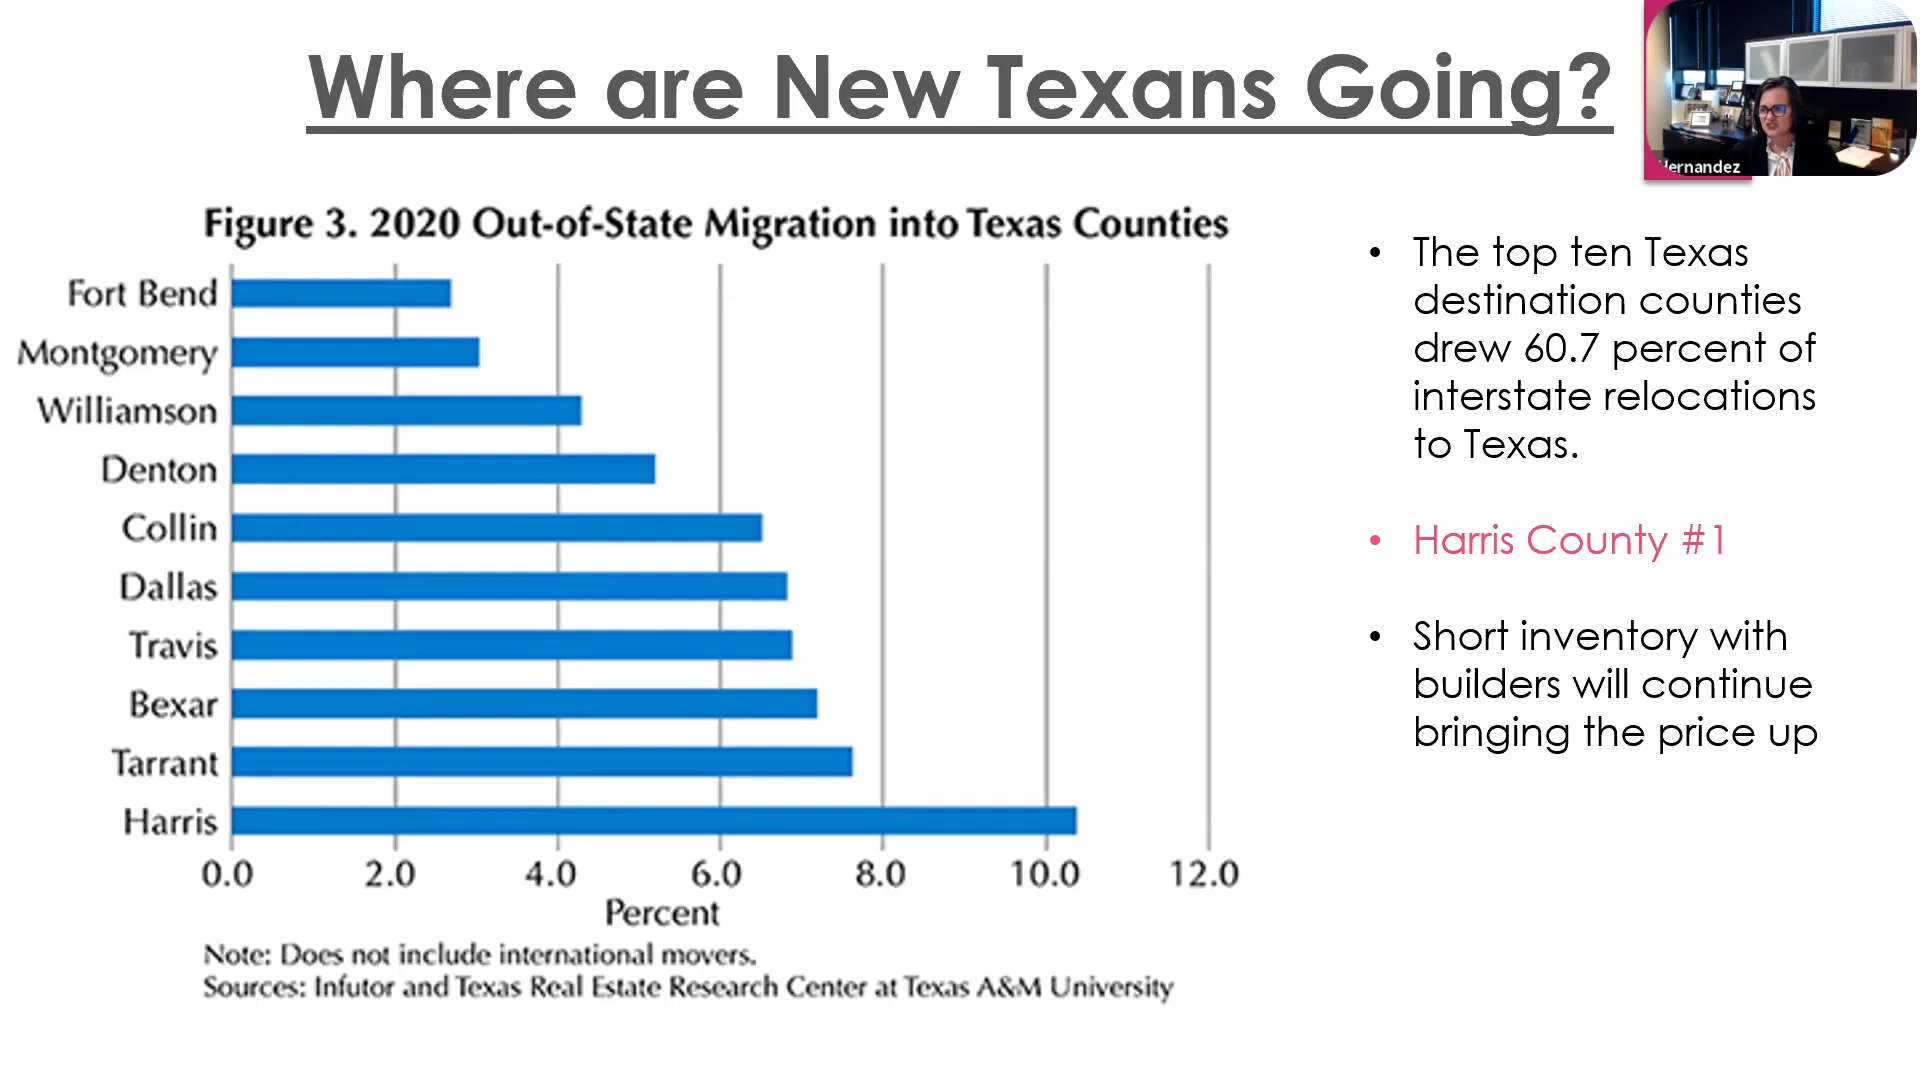 Where are New Texans Going?
Hernandez
Figure 3. 2020 Out-of-State Migration into Texas Counties
Fort Bend
Montgomery
Williamson
Denton
Collin
Dallas
Travis
Bexar
Tarrant
Harris
0.0 2.0 4.0 6.0 8.0 10.0 12.0
Percent
Note: Does not include international movers.
Sources: Infutor and Texas Real Estate Research Center at Texas A&M University
• The top ten Texas
destination counties
drew 60.7 percent of
interstate relocations
to Texas.
• Harris County #1
• Short inventory with
builders will continue
bringing the price up